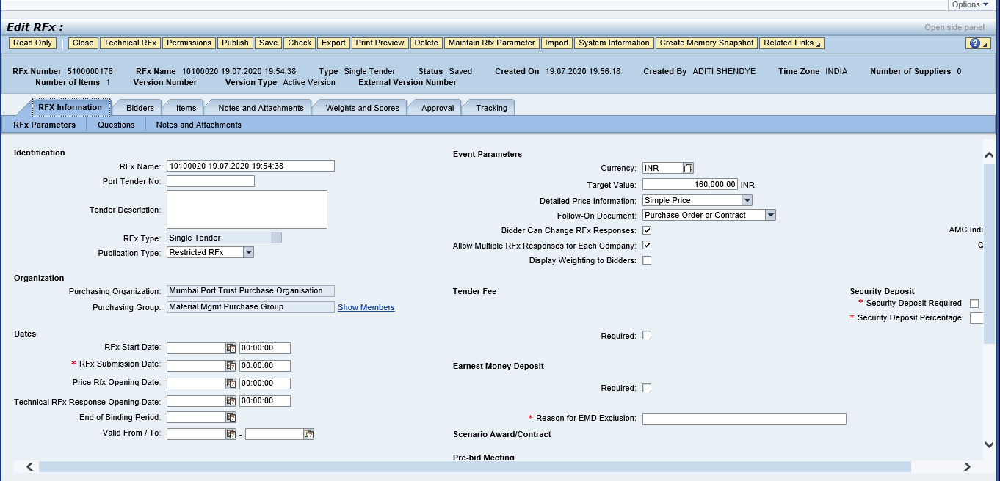 Options
Edit RFx :
Open side panel
Read Only Close Technical RFx Permissions Publish Save Check Export Print Preview Delete Maintain Rfx Parameter Import System Information Create Memory Snapshot Related Links
RFx Number 5100000176 RFx Name 10100020 19.07.2020 19:54:38 Type Single Tender Status Saved Created On 19.07.2020 19:56:18 Created By ADITI SHENDYE Time Zone INDIA Number of Suppliers 0
Number of Items 1 Version Number Version Type Active Version External Version Number
RFX Information Bidders Items Notes and Attachments Weights and Scores Approval Tracking
RFx Parameters Questions Notes and Attachments
Identification
RFx Name: 10100020 19.07.2020 19:54:38
Port Tender No:
Tender Description:
RFx Type: Single Tender
Publication Type: Restricted RFx
Organization
Purchasing Organization: Mumbai Port Trust Purchase Organisation
Purchasing Group: Material Mgmt Purchase Group Show Members
Dates
RFx Start Date: 00:00:00
* RFx Submission Date: 00:00:00
Price Rfx Opening Date: 00:00:00
Technical RFx Response Opening Date: 00:00:00
End of Binding Period:
Valid From / To: -
Event Parameters
Currency: INR
Target Value: 160,000.00 INR
Detailed Price Information: Simple Price
Follow-On Document: Purchase Order or Contract
Bidder Can Change RFx Responses:
Allow Multiple RFx Responses for Each Company:
Display Weighting to Bidders:
AMC Indi
Q
Tender Fee
Required:
Security Deposit
* Security Deposit Required:
* Security Deposit Percentage:
Earnest Money Deposit
Required:
* Reason for EMD Exclusion:
Scenario Award/Contract
Pre-bid Meeting